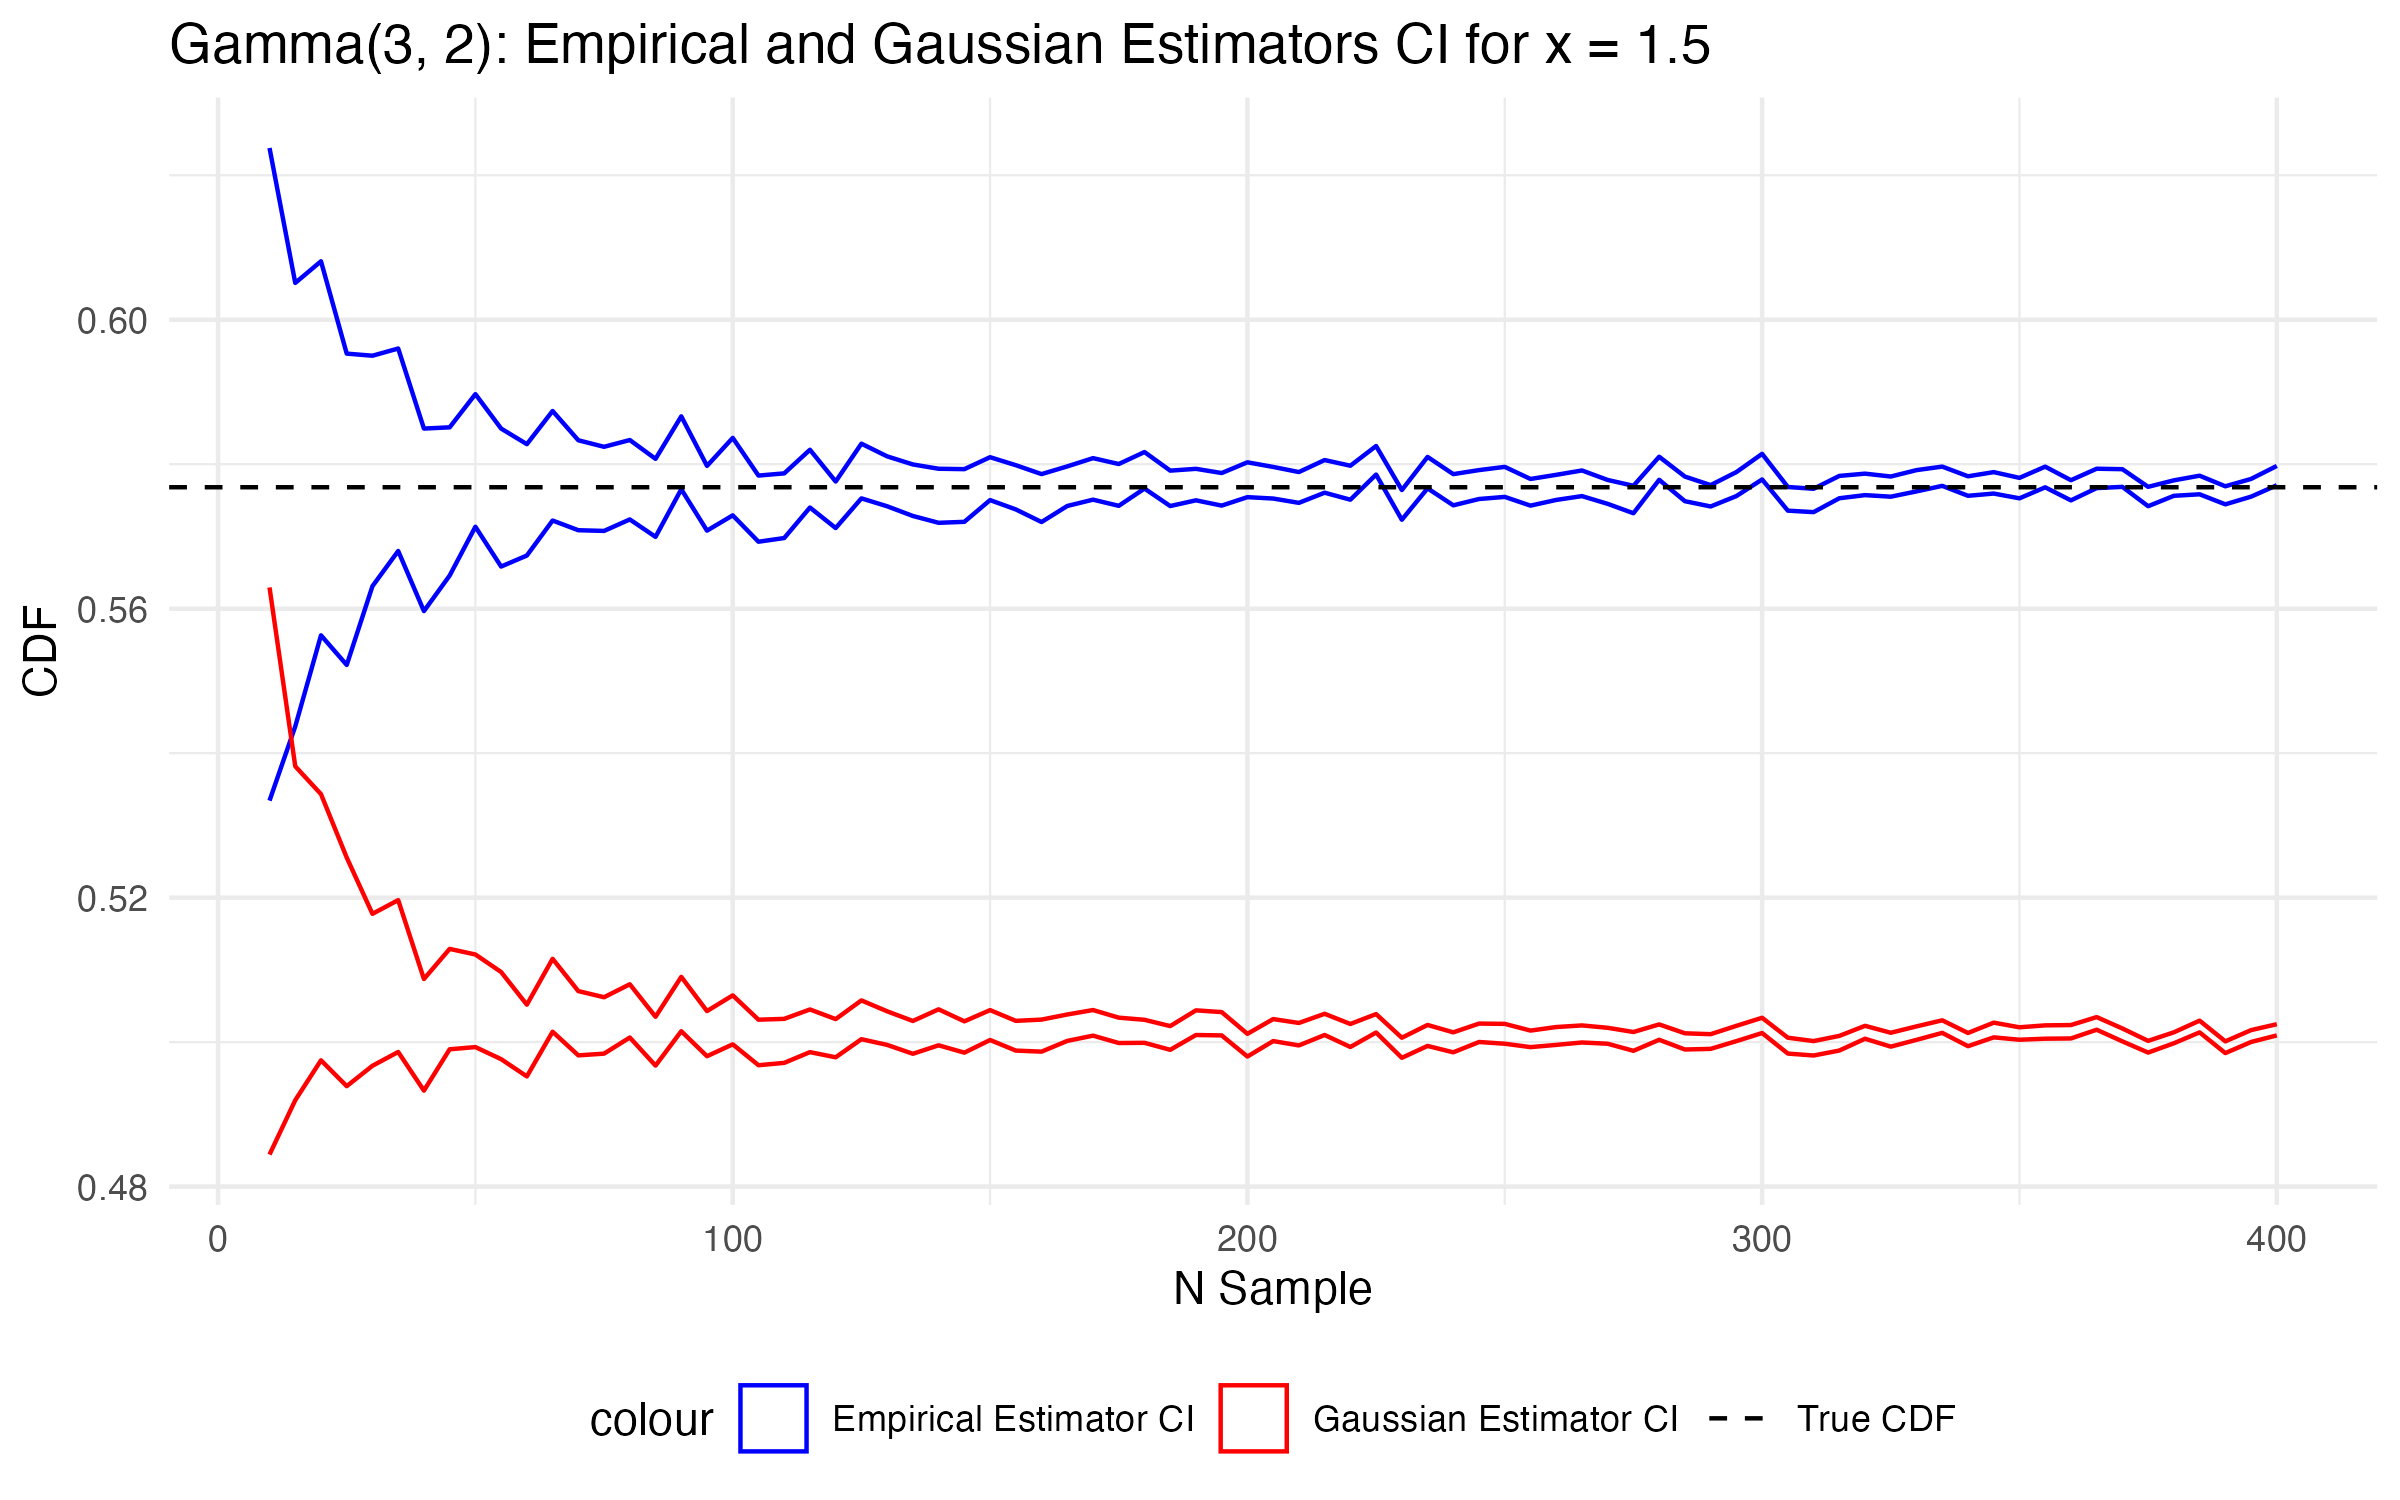 Gamma(3, 2): Empirical and Gaussian Estimators CI for x = 1.5
CDF
0.60
0.56
0.52
0.48
0 100 200 300 400
N Sample
colour Empirical Estimator CI Gaussian Estimator CI True CDF